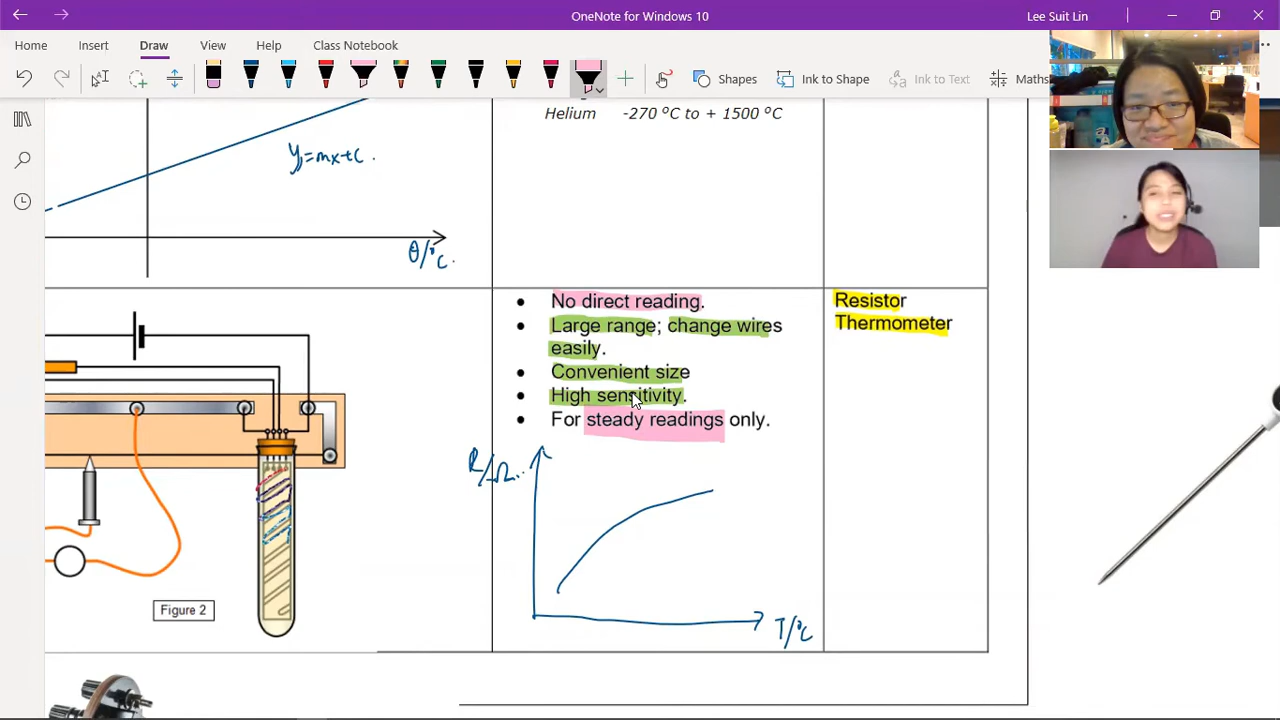 OneNote for Windows 10
Lee Suit Lin
Home Insert Draw View Help Class Notebook
Shapes Ink to Shape Ink to Text Maths
Helium -270 °C to + 1500 °C
y=mx+c.
θ/°C.
No direct reading.
Large range; change wires
easily.
Convenient size
High sensitivity.
For steady readings only.
Resistor
Thermometer
R/Ω.
T/°C
Figure 2